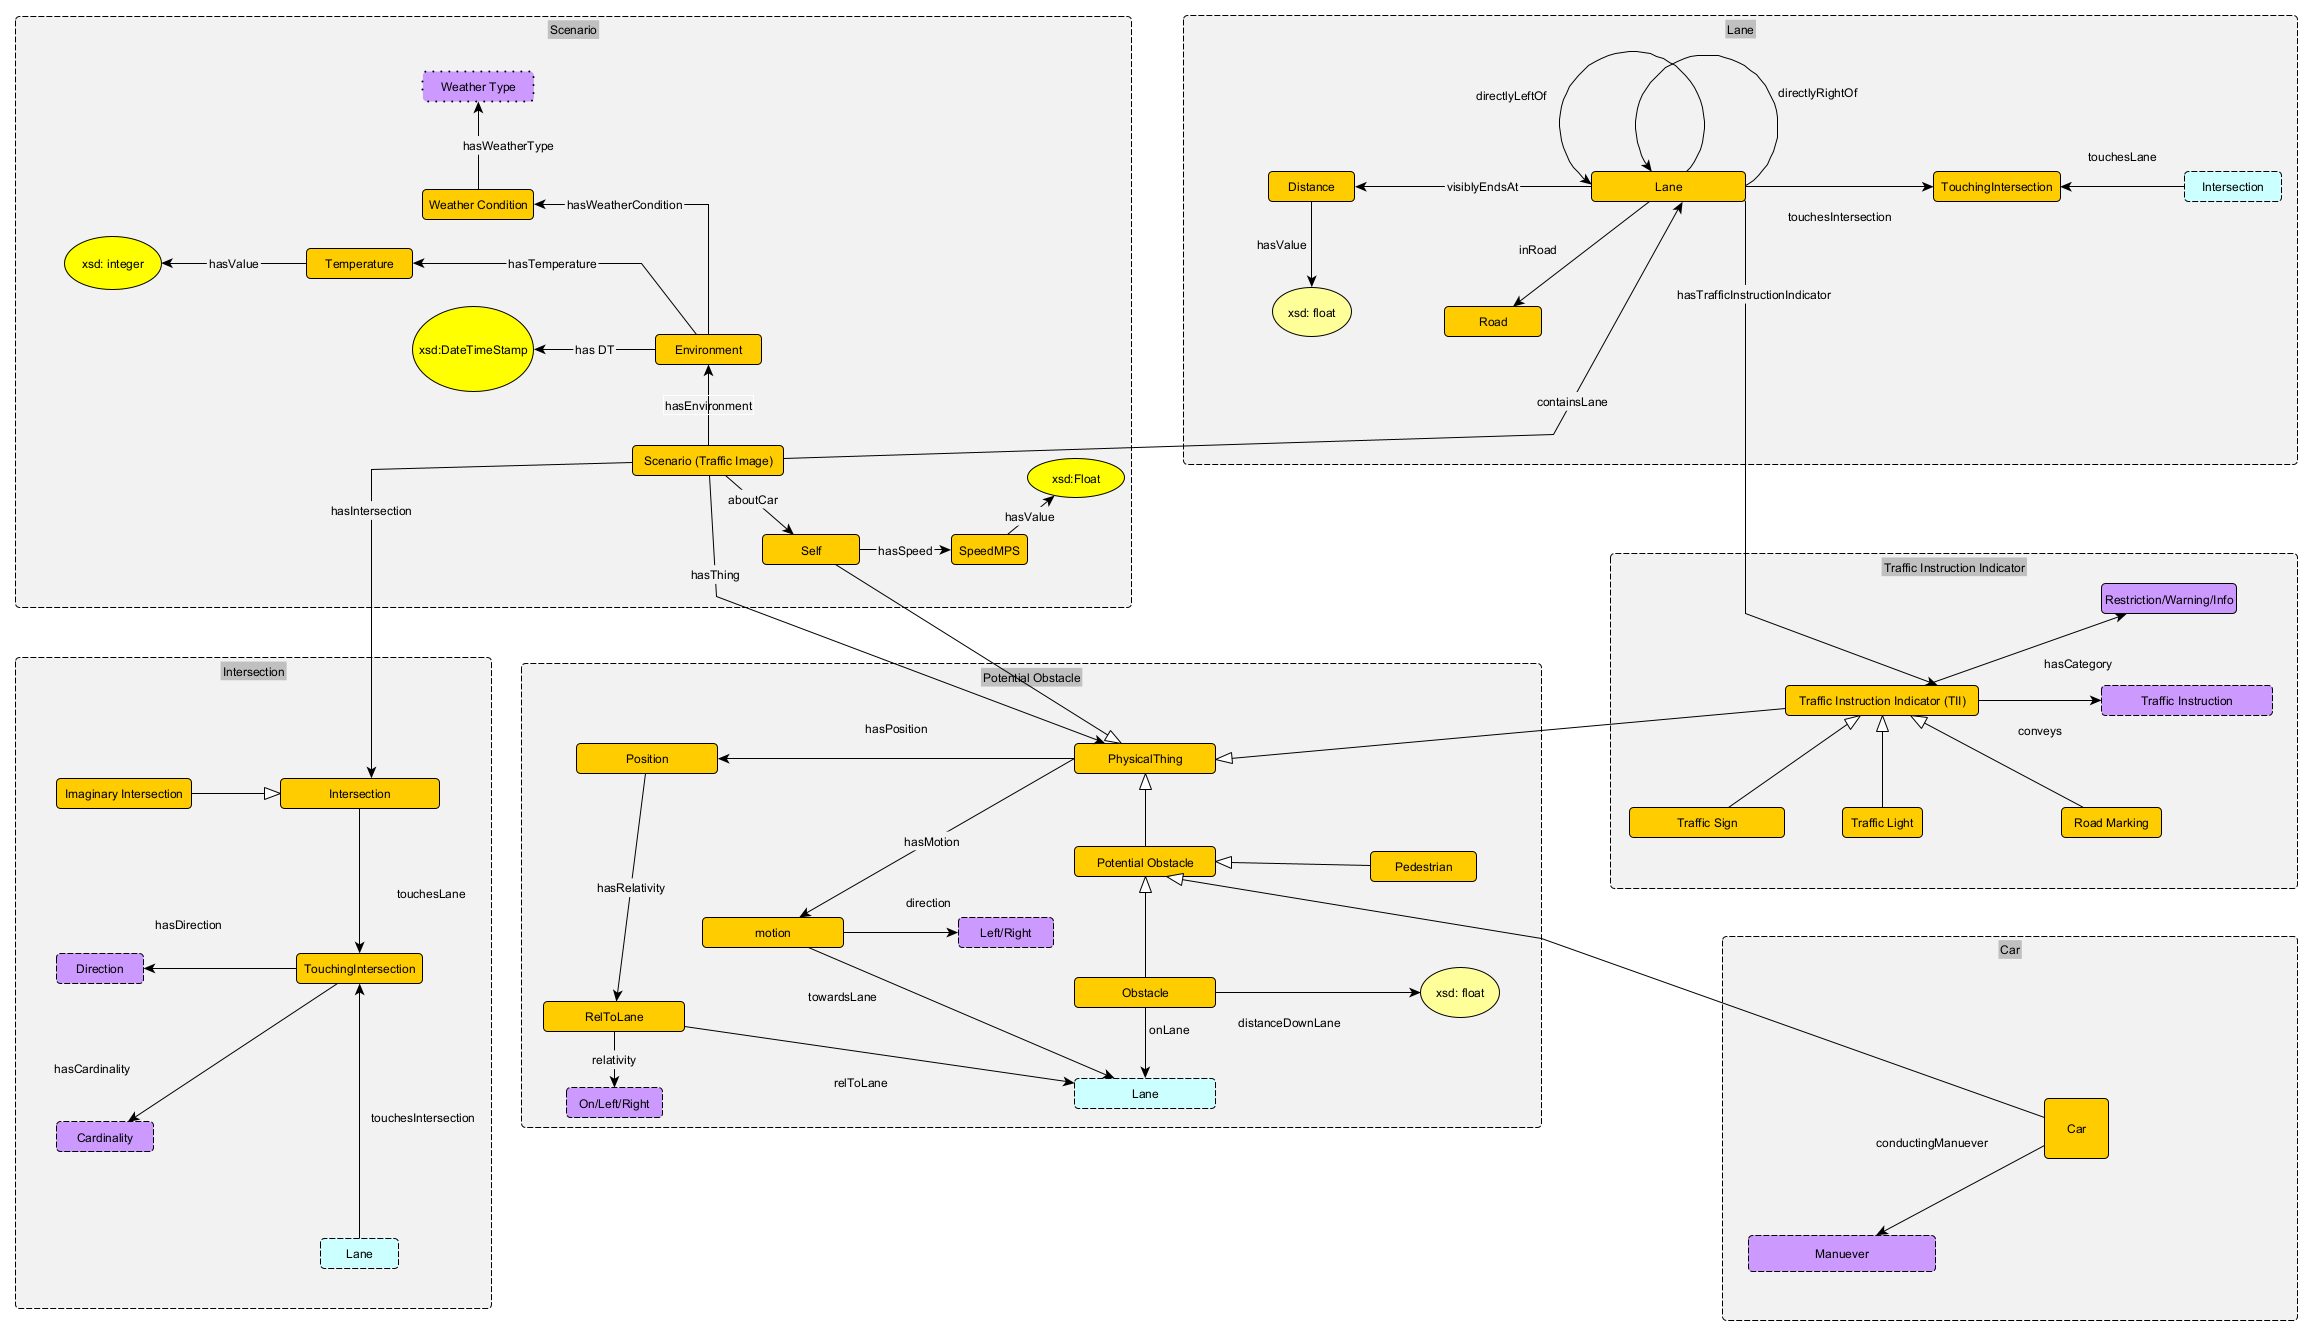 Scenario
Weather Type
hasWeatherType
Weather Condition
hasWeatherCondition
xsd: integer
hasValue
Temperature
hasTemperature
xsd:DateTimeStamp
has DT
Environment
hasEnvironment
Scenario (Traffic Image)
hasIntersection
aboutCar
xsd:Float
hasValue
Self
hasSpeed
SpeedMPS
hasThing
Lane
directlyLeftOf
directlyRightOf
Distance
visiblyEndsAt
Lane
TouchingIntersection
touchesLane
Intersection
touchesIntersection
hasValue
inRoad
hasTrafficInstructionIndicator
xsd: float
Road
containsLane
Traffic Instruction Indicator
Restriction/Warning/Info
hasCategory
Traffic Instruction Indicator (TII)
Traffic Instruction
conveys
Traffic Sign
Traffic Light
Road Marking
Intersection
Imaginary Intersection
Intersection
touchesLane
hasDirection
Direction
TouchingIntersection
hasCardinality
touchesIntersection
Cardinality
Lane
Potential Obstacle
hasPosition
Position
PhysicalThing
hasMotion
Potential Obstacle
Pedestrian
hasRelativity
direction
motion
Left/Right
towardsLane
Obstacle
xsd: float
RelToLane
onLane
distanceDownLane
relativity
relToLane
On/Left/Right
Lane
Car
Car
conductingManuever
Manuever